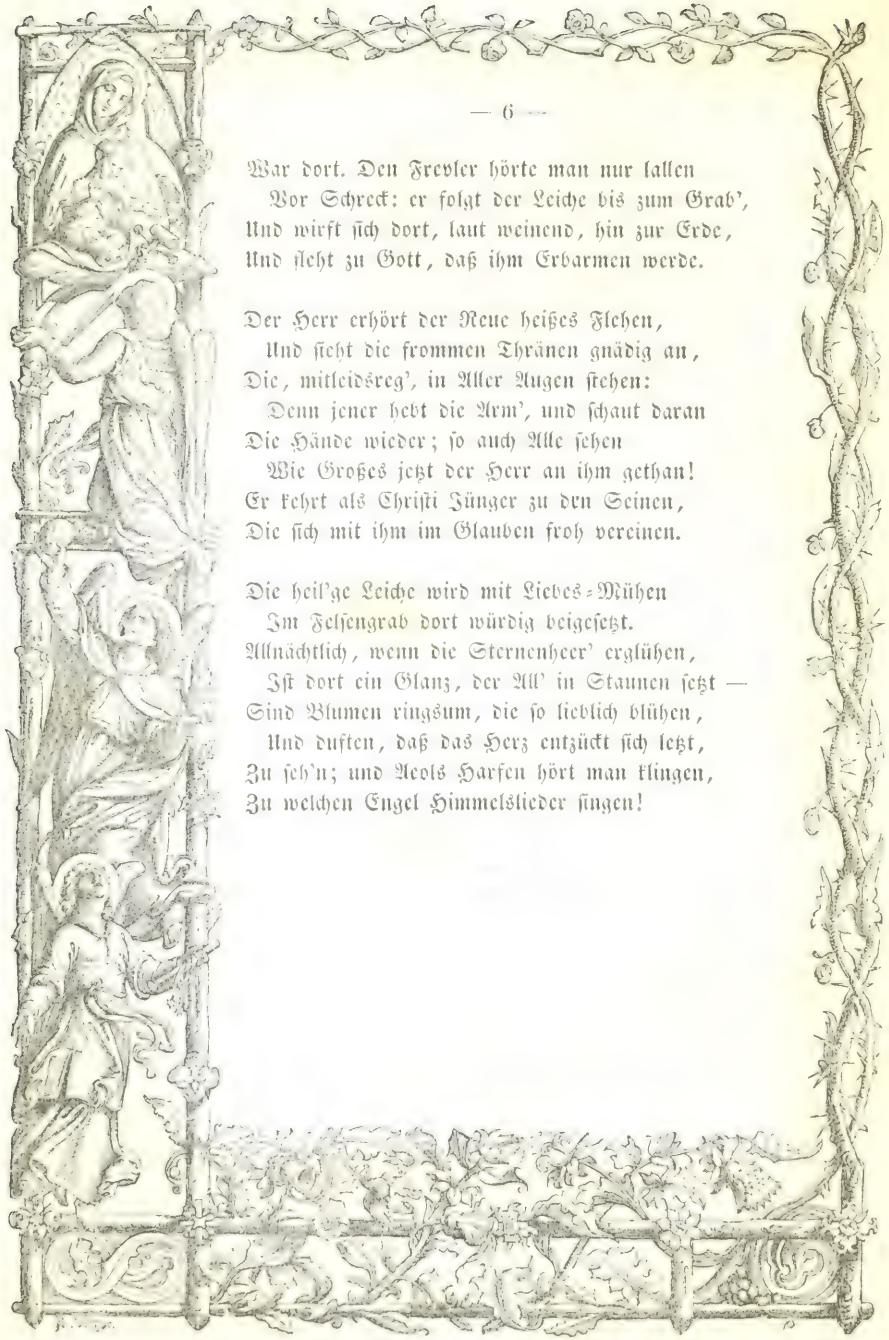 — 6 —
War dort. Den Frevler hörte man nur lallen
Vor Schreck: er folgt der Leiche bis zum Grab’,
Und wirft sich dort, laut weinend, hin zur Erde,
Und fleht zu Gott, daß ihm Erbarmen werde.
Der Herr erhört der Reue heißes Flehen,
Und sieht die frommen Thränen gnädig an,
Die, mitleidsreg’, in Aller Augen stehen:
Denn jener hebt die Arm’, und schaut daran
Die Hände wieder; so auch Alle sehen
Wie Großes jetzt der Herr an ihm gethan!
Er kehrt als Christi Jünger zu den Seinen,
Die sich mit ihm im Glauben froh vereinen.
Die heil’ge Leiche wird mit Liebes-Mühen
Im Felsengrab dort würdig beigesetzt.
Allnächtlich, wenn die Sternenheer’ erglühen,
Ist dort ein Glanz, der All’ in Staunen setzt —
Sind Blumen ringsum, die so lieblich blühen,
Und duften, daß das Herz entzückt sich letzt,
Zu seh’n; und Aeols Harfen hört man klingen,
Zu welchen Engel Himmelslieder singen!